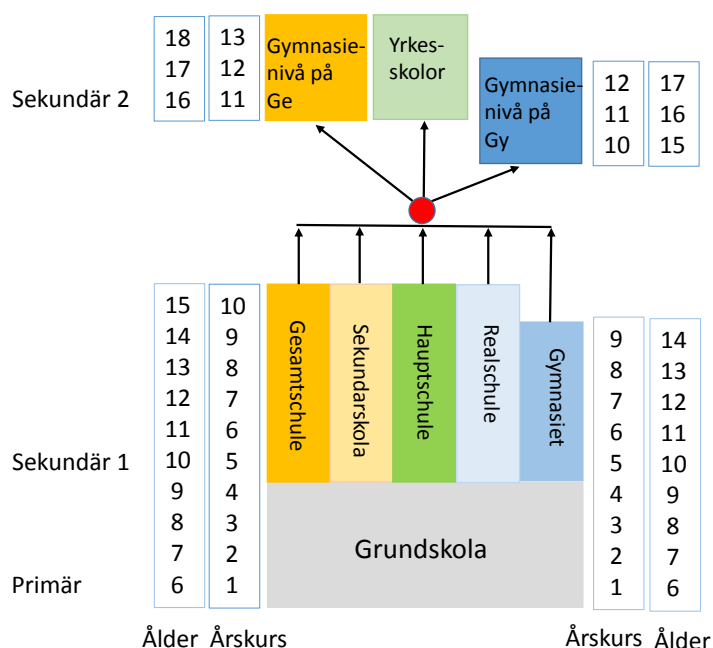 18 13
17 12
16 11
Sekundär 2
Gymnasie-
nivå på
Ge
Yrkes-
skolor
Gymnasie-
nivå på
Gy
12 17
11 16
10 15
15 10
14 9
13 8
12 7
11 6
10 5
9 4
8 3
7 2
6 1
Sekundär 1
Primär
Gesamtschule
Sekundarskola
Hauptschule
Realschule
Gymnasiet
Grundskola
9 14
8 13
7 12
6 11
5 10
4 9
3 8
2 7
1 6
Ålder Årskurs
Årskurs Ålder